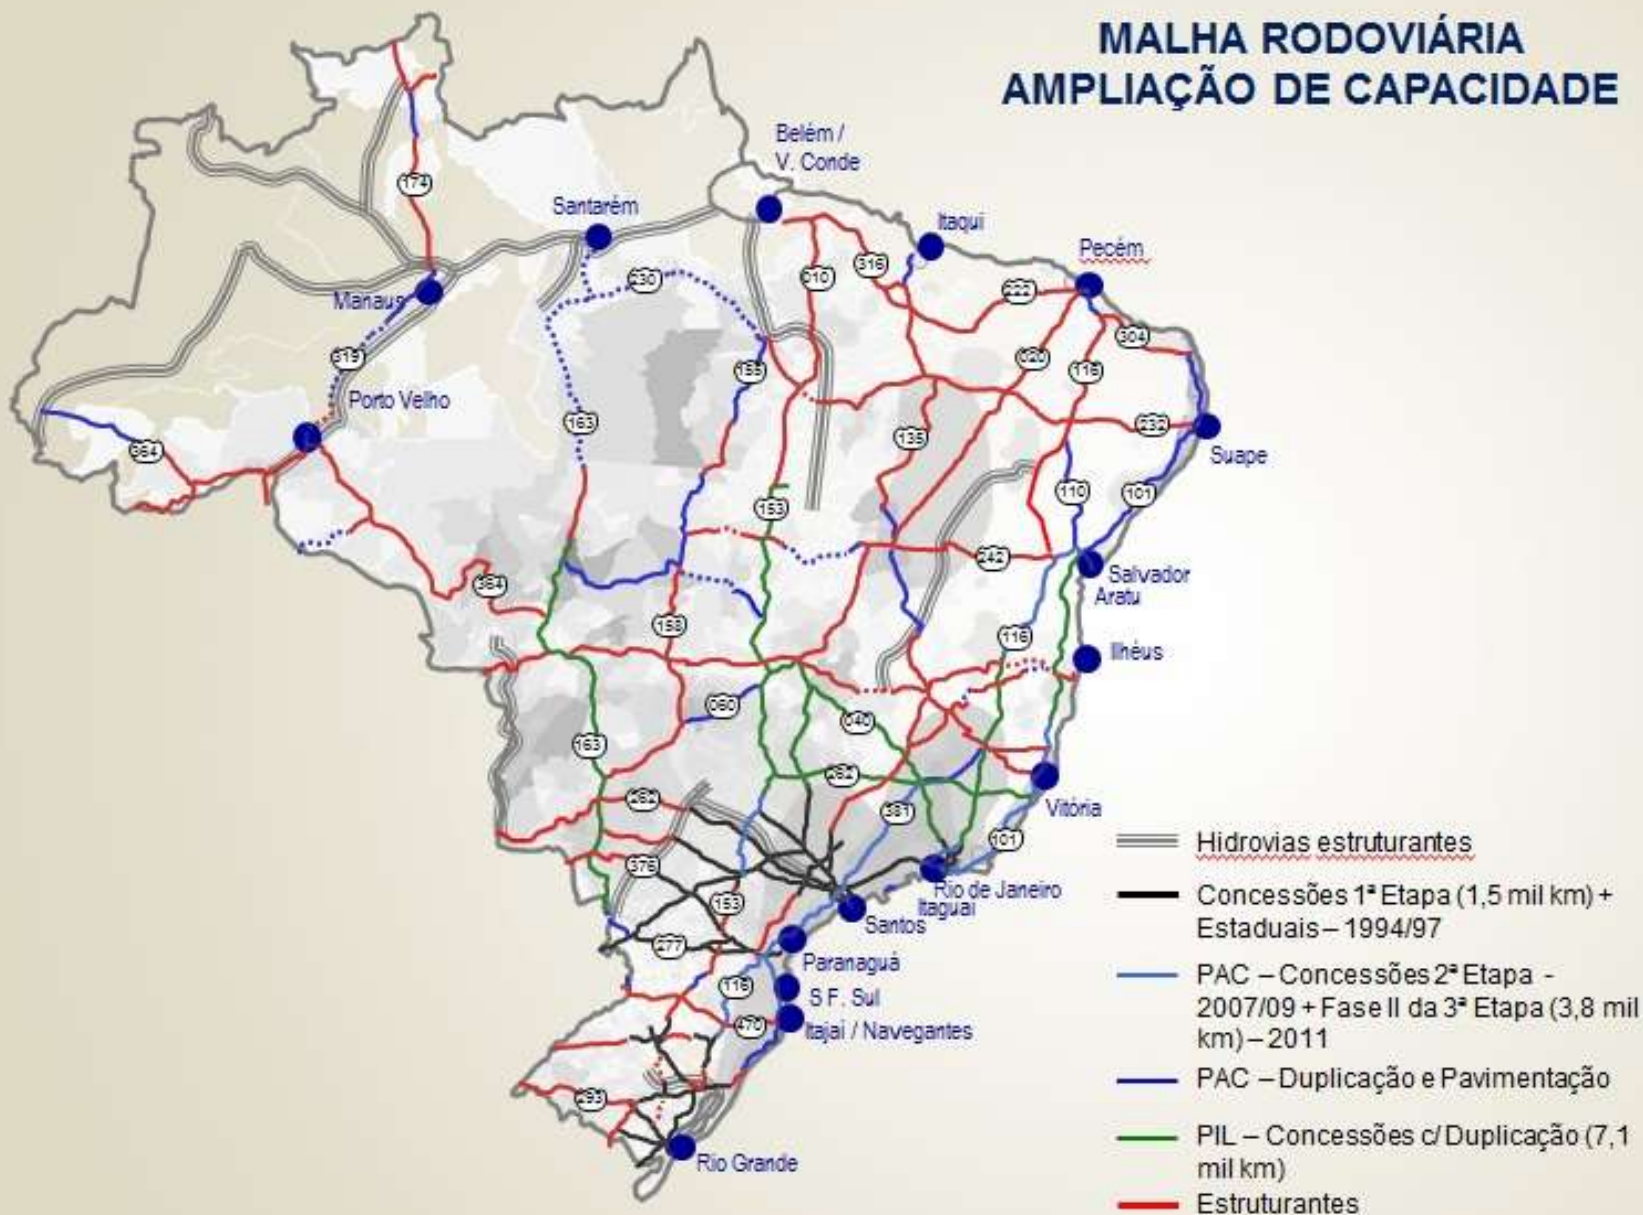 MALHA RODOVIÁRIA
AMPLIAÇÃO DE CAPACIDADE
Belém /
V. Conde
Santarém
Itaqui
Pecém
174
230
010
316
222
Manaus
319
020
116
304
155
Porto Velho
163
135
232
Suape
364
153
110
101
242
Salvador
Aratu
364
158
116
Ilhéus
060
040
163
262
262
381
Vitória
101
376
Rio de Janeiro
Itaguaí
153
Santos
277
Paranaguá
116
S F. Sul
470
Itajaí / Navegantes
293
Rio Grande
Hidrovias estruturantes
Concessões 1ª Etapa (1,5 mil km) +
Estaduais – 1994/97
PAC – Concessões 2ª Etapa -
2007/09 + Fase II da 3ª Etapa (3,8 mil
km) – 2011
PAC – Duplicação e Pavimentação
PIL – Concessões c/ Duplicação (7,1
mil km)
Estruturantes